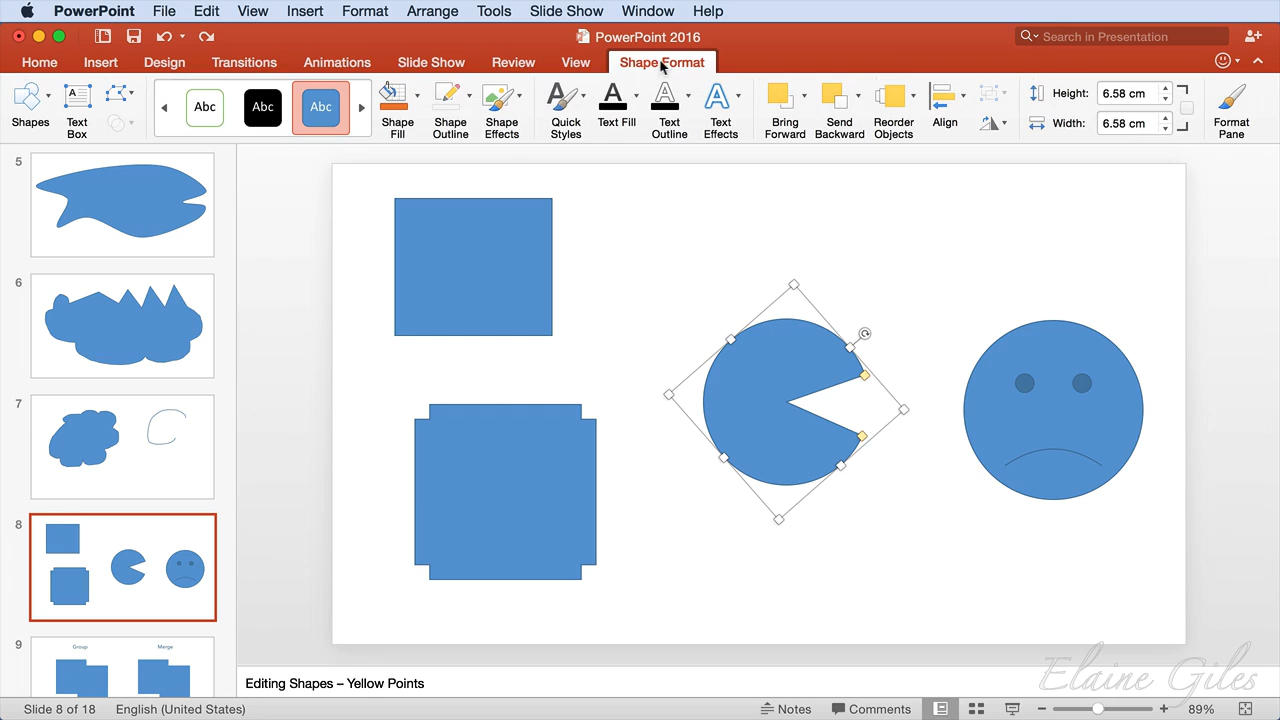 PowerPoint File Edit View Insert Format Arrange Tools Slide Show Window Help
PowerPoint 2016
Search in Presentation
Home Insert Design Transitions Animations Slide Show Review View Shape Format
Abc Abc Abc
Shapes
Text Box
Shape Fill
Shape Outline
Shape Effects
Quick Styles
Text Fill
Text Outline
Text Effects
Bring Forward
Send Backward
Reorder Objects
Align
Height: 6.58 cm
Width: 6.58 cm
Format Pane
5
6
7
8
9
Group Merge
Editing Shapes – Yellow Points
Elaine Giles
Slide 8 of 18 English (United States) Notes Comments 89%